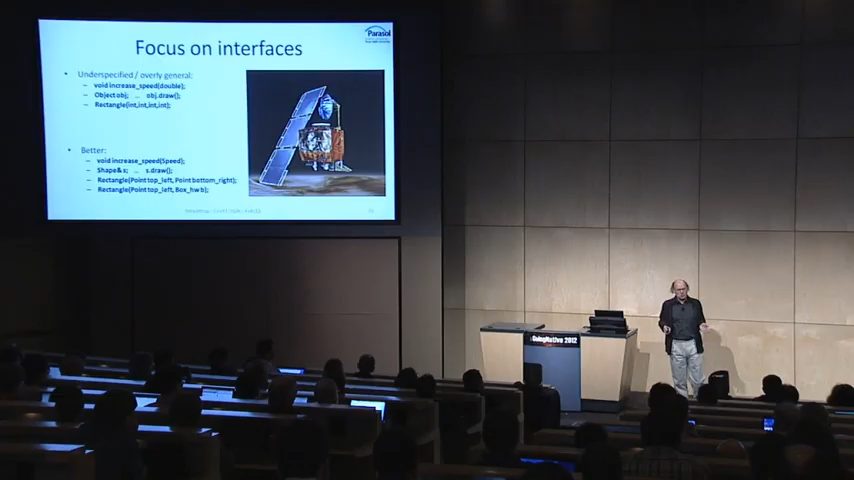 Focus on interfaces
Parasol
• Underspecified / overly general:
– void increase_speed(double);
– Object obj; … obj.draw();
– Rectangle(int,int,int,int);
• Better:
– void increase_speed(Speed);
– Shape& s; … s.draw();
– Rectangle(Point top_left, Point bottom_right);
– Rectangle(Point top_left, Box_hw b);
GoingNative 2012